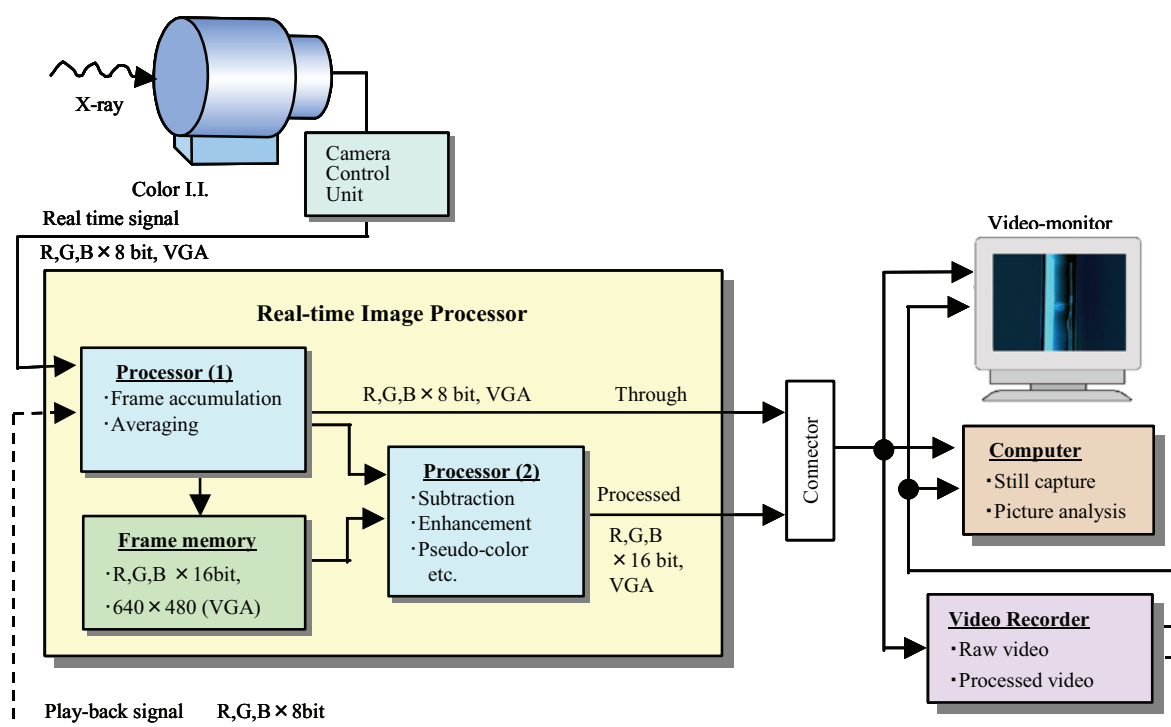 X-ray
Color I.I.
Camera
Control
Unit
Real time signal
R,G,B×8 bit, VGA
Real-time Image Processor
Processor (1)
・Frame accumulation
・Averaging
R,G,B×8 bit, VGA
Through
Processor (2)
・Subtraction
・Enhancement
・Pseudo-color
etc.
Processed
R,G,B
×16 bit,
VGA
Frame memory
・R,G,B ×16bit,
・640×480 (VGA)
Connector
Video-monitor
Computer
・Still capture
・Picture analysis
Video Recorder
・Raw video
・Processed video
Play-back signal R,G,B×8bit